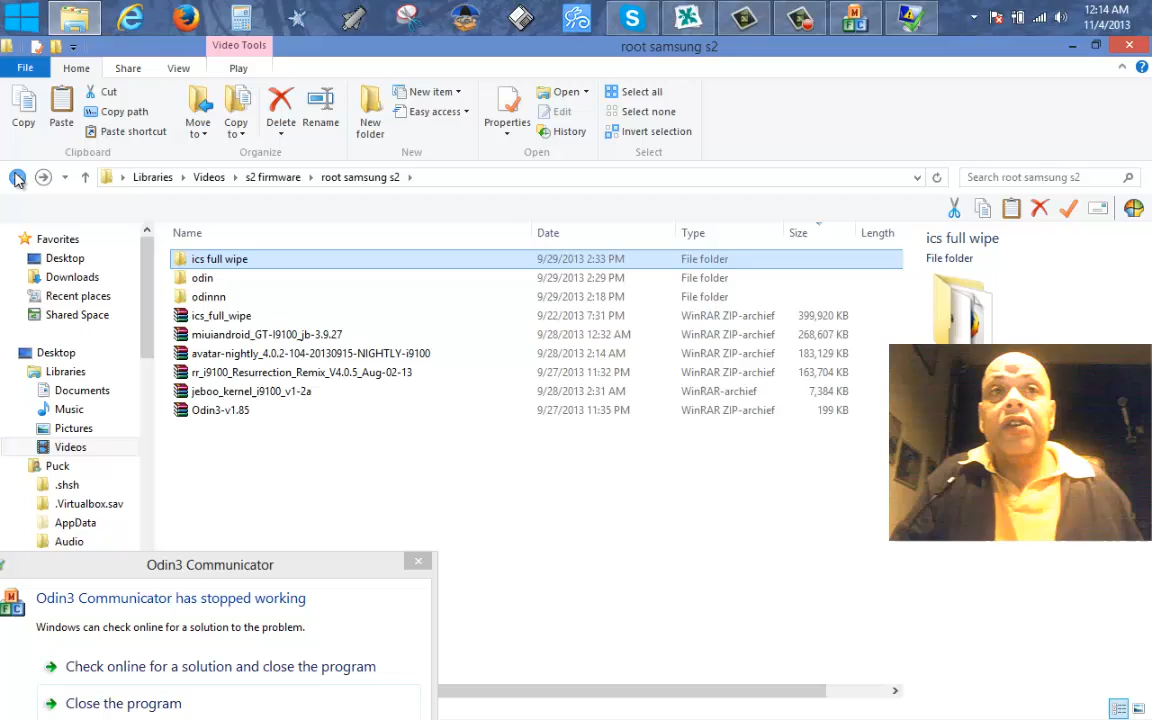 12:14 AM
11/4/2013
Video Tools
root samsung s2
File
Home
Share
View
Play
Copy
Paste
Cut
Copy path
Paste shortcut
Clipboard
Move to
Copy to
Delete
Rename
Organize
New folder
New item
Easy access
New
Properties
Open
Edit
History
Open
Select all
Select none
Invert selection
Select
Libraries
Videos
s2 firmware
root samsung s2
Search root samsung s2
Name
Date
Type
Size
Length
ics full wipe 9/29/2013 2:33 PM File folder
odin 9/29/2013 2:29 PM File folder
odinnn 9/29/2013 2:18 PM File folder
ics_full_wipe 9/22/2013 7:31 PM WinRAR ZIP-archief 399,920 KB
miuiandroid_GT-I9100_jb-3.9.27 9/28/2013 12:32 AM WinRAR ZIP-archief 268,607 KB
avatar-nightly_4.0.2-104-20130915-NIGHTLY-i9100 9/28/2013 2:14 AM WinRAR ZIP-archief 183,129 KB
rr_i9100_Resurrection_Remix_V4.0.5_Aug-02-13 9/27/2013 11:32 PM WinRAR ZIP-archief 163,704 KB
jeboo_kernel_i9100_v1-2a 9/28/2013 2:31 AM WinRAR-archief 7,384 KB
Odin3-v1.85 9/27/2013 11:35 PM WinRAR ZIP-archief 199 KB
ics full wipe
File folder
Favorites
Desktop
Downloads
Recent places
Shared Space
Desktop
Libraries
Documents
Music
Pictures
Videos
Puck
.shsh
.Virtualbox.sav
AppData
Audio
Odin3 Communicator
Odin3 Communicator has stopped working
Windows can check online for a solution to the problem.
Check online for a solution and close the program
Close the program